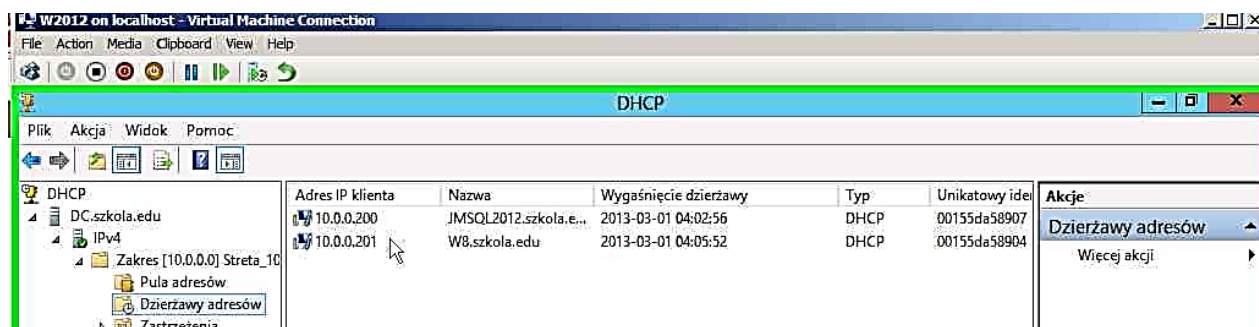 W2012 on localhost - Virtual Machine Connection
File Action Media Clipboard View Help
DHCP
Plik Akcja Widok Pomoc
DHCP
DC.szkola.edu
IPv4
Zakres [10.0.0.0] Streta_10
Pula adresów
Dzierżawy adresów
Zastrzeżenia
Adres IP klienta Nazwa Wygaśnięcie dzierżawy Typ Unikatowy iden
10.0.0.200 JMSQL2012.szkola.e... 2013-03-01 04:02:56 DHCP 00155da58907
10.0.0.201 W8.szkola.edu 2013-03-01 04:05:52 DHCP 00155da58904
Akcje
Dzierżawy adresów
Więcej akcji